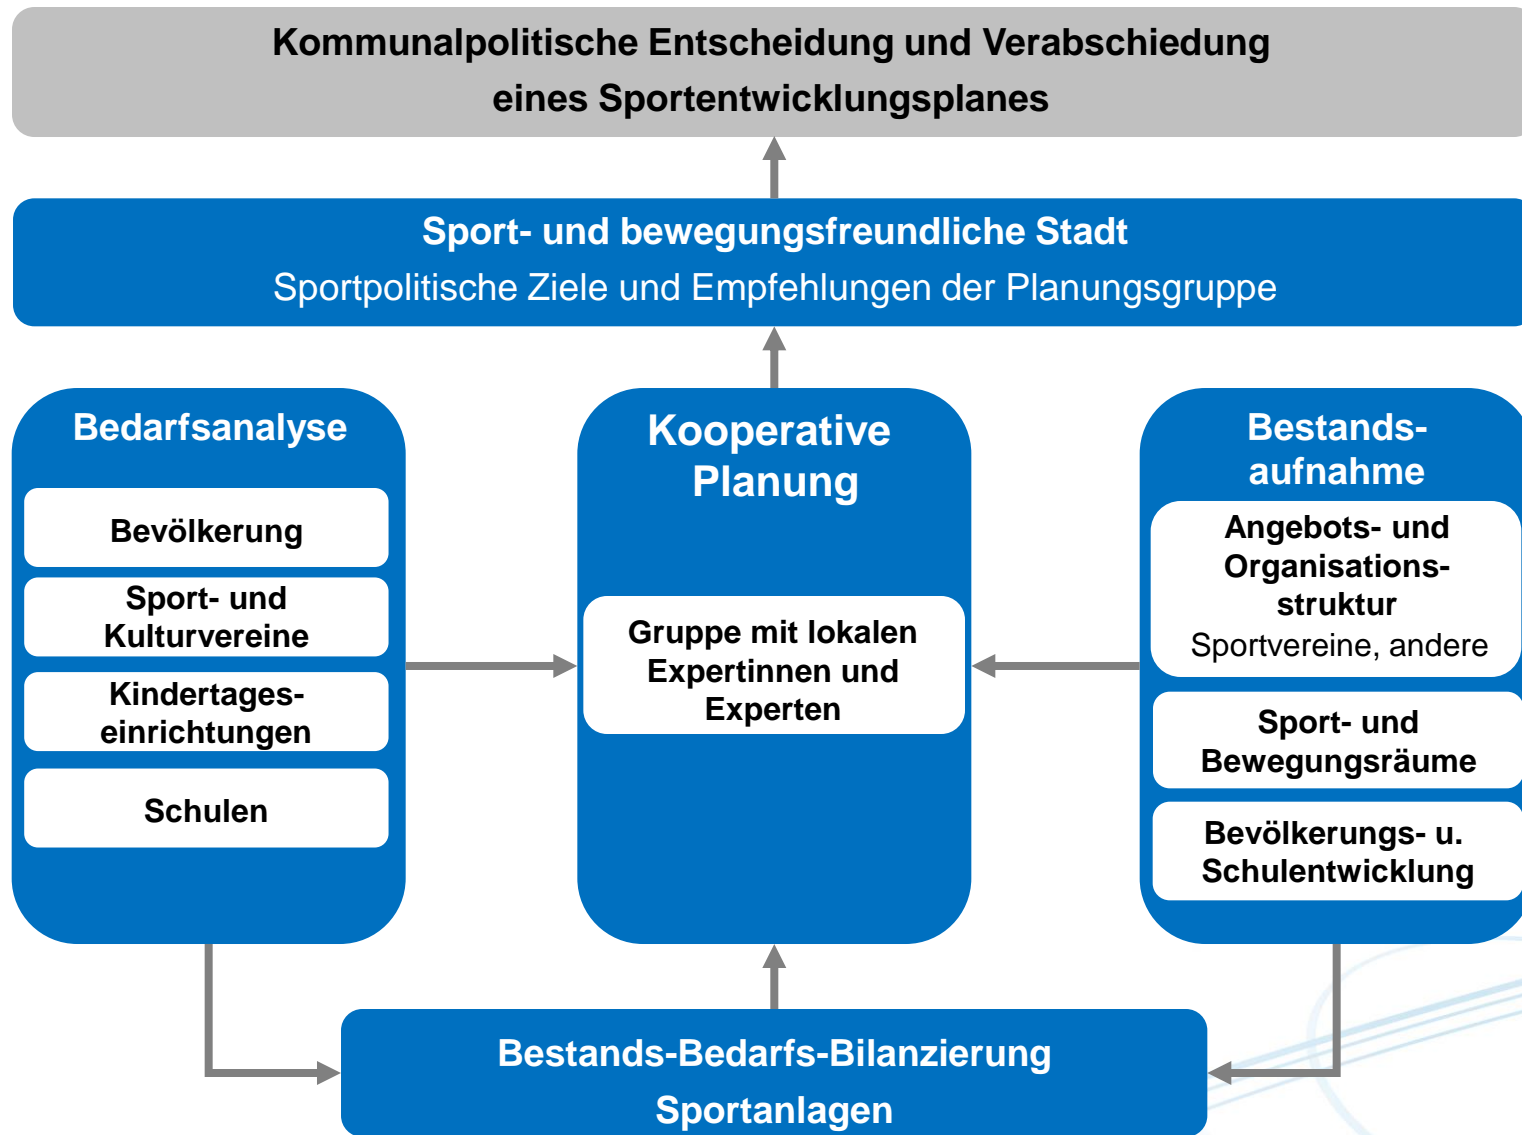 Kommunalpolitische Entscheidung und Verabschiedung
eines Sportentwicklungsplanes
Sport- und bewegungsfreundliche Stadt
Sportpolitische Ziele und Empfehlungen der Planungsgruppe
Bedarfsanalyse
Bevölkerung
Sport- und
Kulturvereine
Kindertages-
einrichtungen
Schulen
Kooperative
Planung
Gruppe mit lokalen
Expertinnen und
Experten
Bestands-
aufnahme
Angebots- und
Organisations-
struktur
Sportvereine, andere
Sport- und
Bewegungsräume
Bevölkerungs- u.
Schulentwicklung
Bestands-Bedarfs-Bilanzierung
Sportanlagen